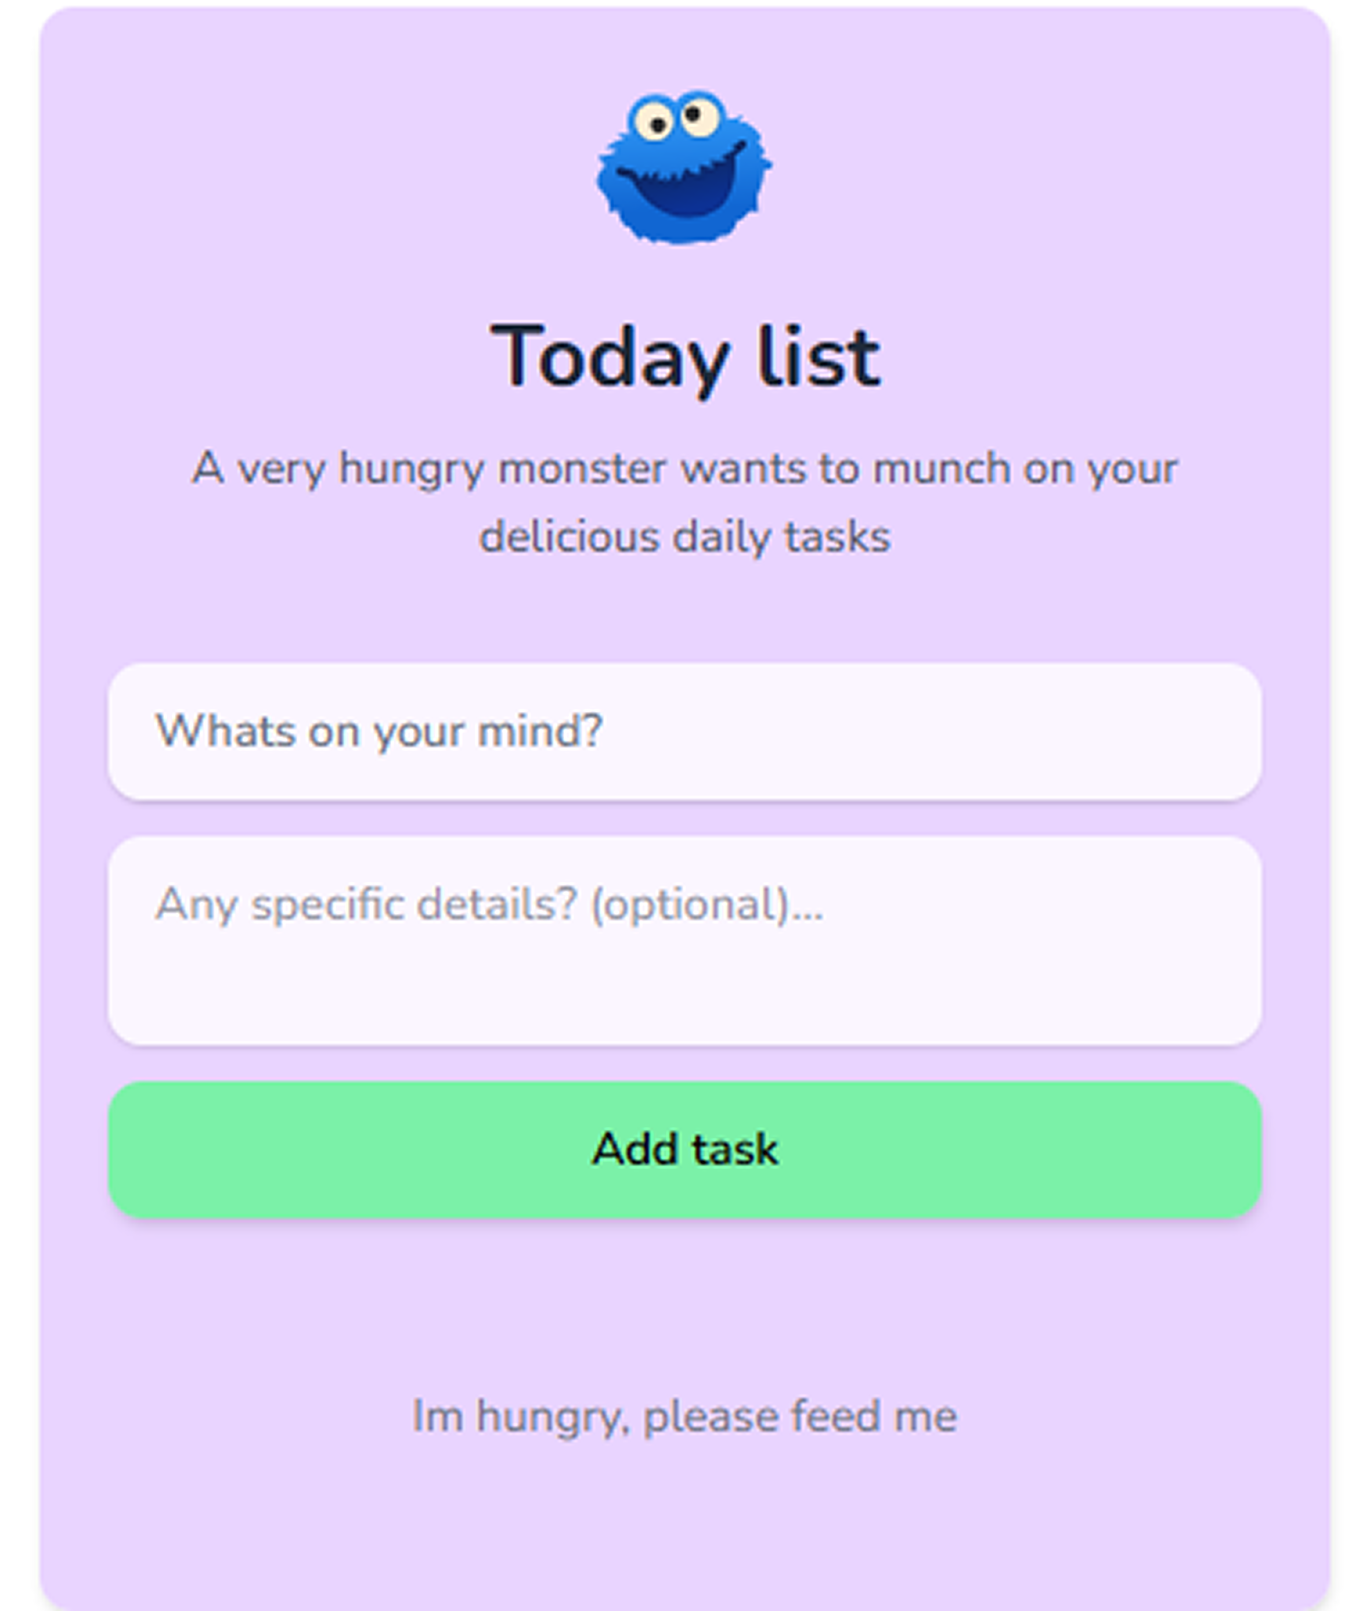 Today list
A very hungry monster wants to munch on your
delicious daily tasks
Whats on your mind?
Any specific details? (optional)...
Add task
Im hungry, please feed me